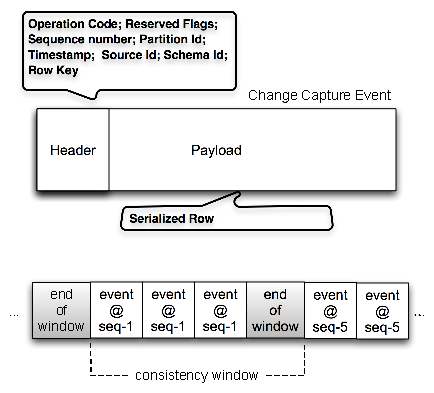 Operation Code; Reserved Flags;
Sequence number; Partition Id;
Timestamp; Source Id; Schema Id;
Row Key
Change Capture Event
Header
Payload
Serialized Row
... end of window
event @ seq-1
event @ seq-1
event @ seq-1
end of window
event @ seq-5
event @ seq-5 ...
consistency window